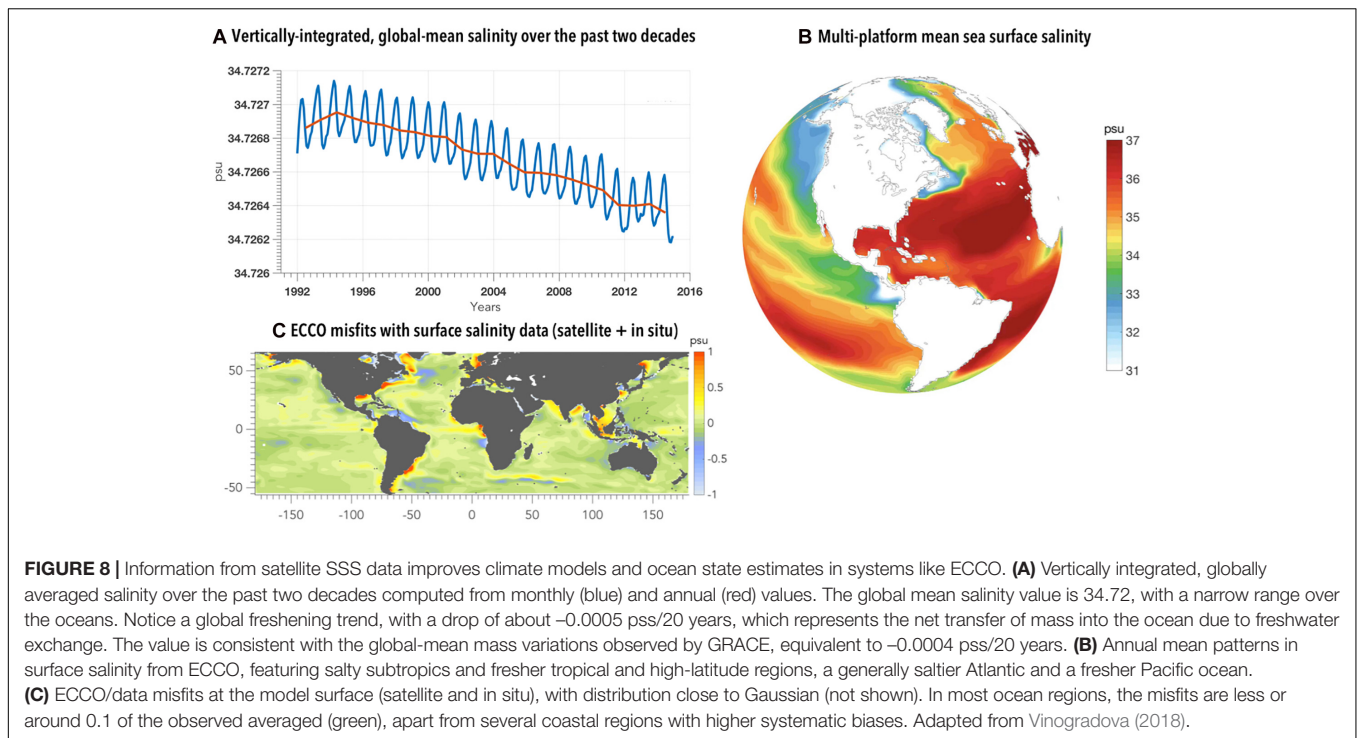 A Vertically-integrated, global-mean salinity over the past two decades
34.7272
34.727
34.7268
34.7266
34.7264
34.7262
34.726
psu
1992 1996 2000 2004 2008 2012 2016
Years
B Multi-platform mean sea surface salinity
psu
37
36
35
34
33
32
31
C ECCO misfits with surface salinity data (satellite + in situ)
psu
1
0.5
0
-0.5
-1
50
0
-50
-150 -100 -50 0 50 100 150
FIGURE 8 | Information from satellite SSS data improves climate models and ocean state estimates in systems like ECCO. (A) Vertically integrated, globally
averaged salinity over the past two decades computed from monthly (blue) and annual (red) values. The global mean salinity value is 34.72, with a narrow range over
the oceans. Notice a global freshening trend, with a drop of about –0.0005 pss/20 years, which represents the net transfer of mass into the ocean due to freshwater
exchange. The value is consistent with the global-mean mass variations observed by GRACE, equivalent to –0.0004 pss/20 years. (B) Annual mean patterns in
surface salinity from ECCO, featuring salty subtropics and fresher tropical and high-latitude regions, a generally saltier Atlantic and a fresher Pacific ocean.
(C) ECCO/data misfits at the model surface (satellite and in situ), with distribution close to Gaussian (not shown). In most ocean regions, the misfits are less or
around 0.1 of the observed averaged (green), apart from several coastal regions with higher systematic biases. Adapted from Vinogradova (2018).